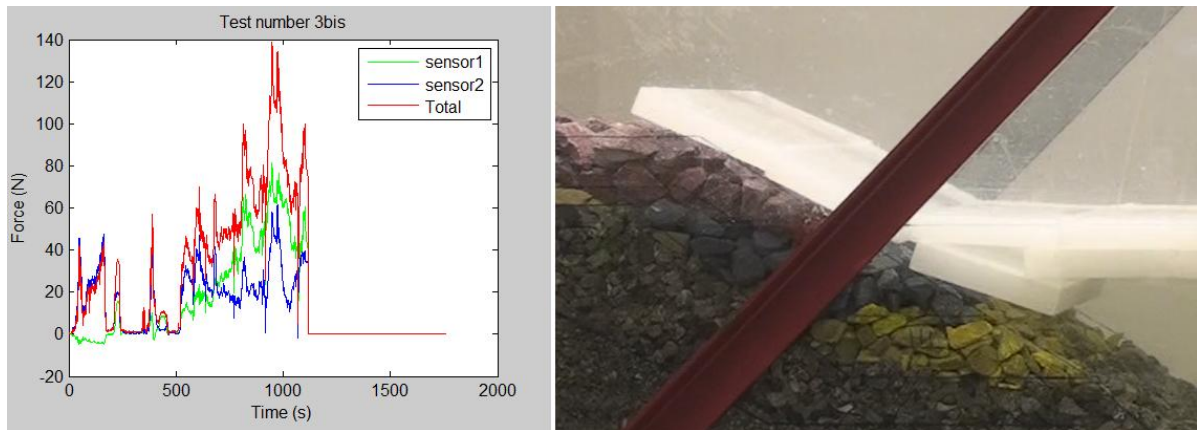 Test number 3bis
140
120
100
80
60
40
20
0
-20
Force (N)
sensor1
sensor2
Total
0 500 1000 1500 2000
Time (s)